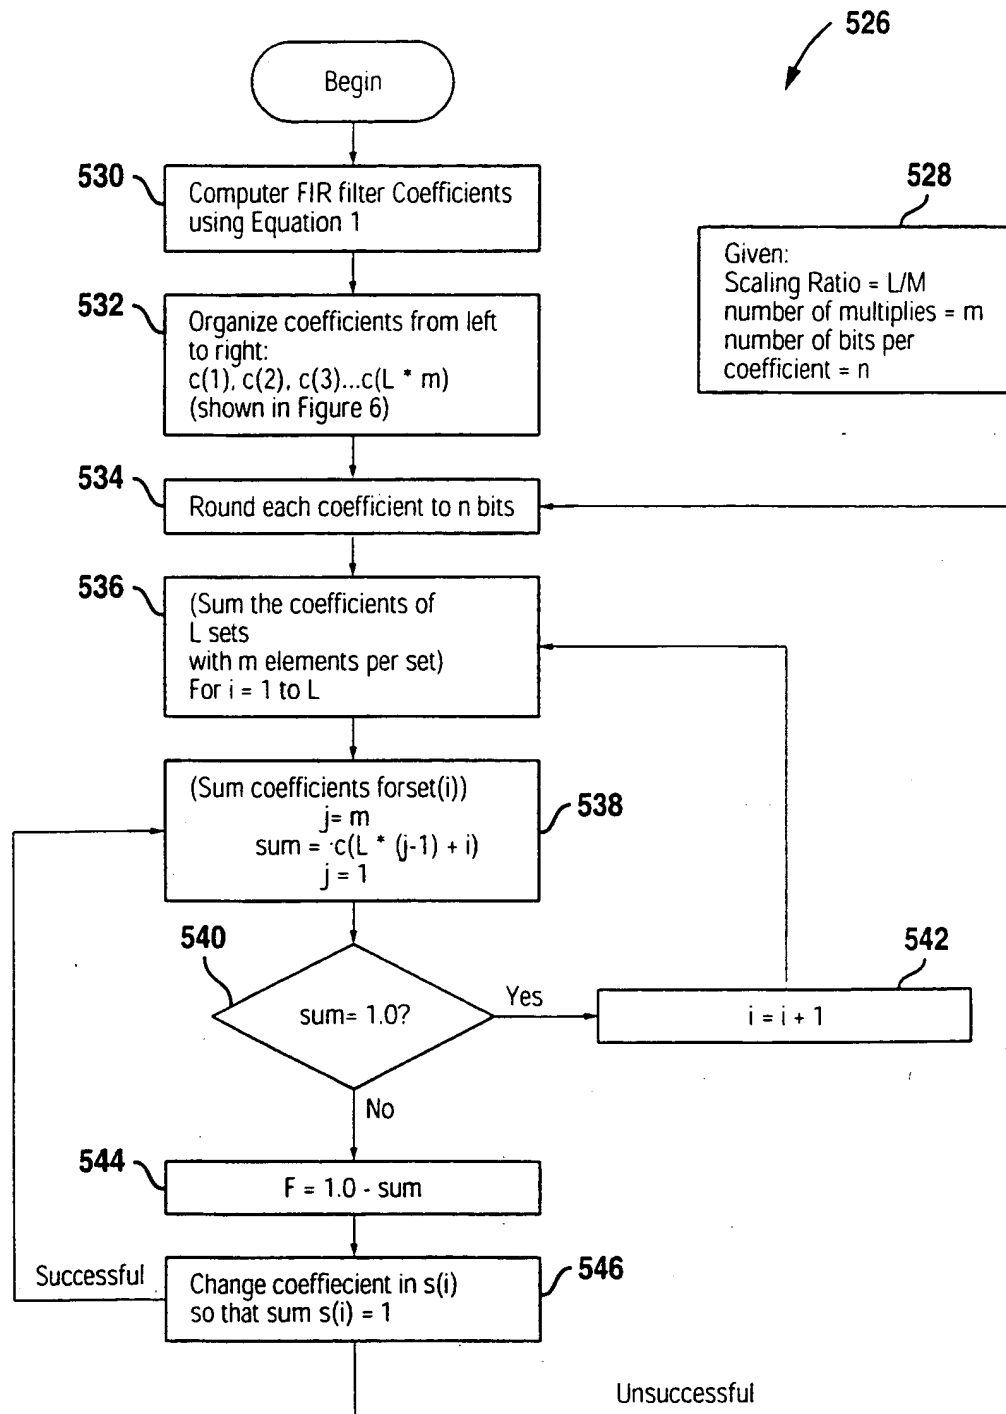 526
Begin
530
Computer FIR filter Coefficients
using Equation 1
528
Given:
Scaling Ratio = L/M
number of multiplies = m
number of bits per
coefficient = n
532
Organize coefficients from left
to right:
c(1), c(2), c(3)...c(L * m)
(shown in Figure 6)
534
Round each coefficient to n bits
536
(Sum the coefficients of
L sets
with m elements per set)
For i = 1 to L
(Sum coefficients forset(i))
j= m
sum = c(L * (j-1) + i)
j = 1
538
540
sum= 1.0?
Yes
542
i = i + 1
No
544
F = 1.0 - sum
Successful
Change coeffiecient in s(i)
so that sum s(i) = 1
546
Unsuccessful